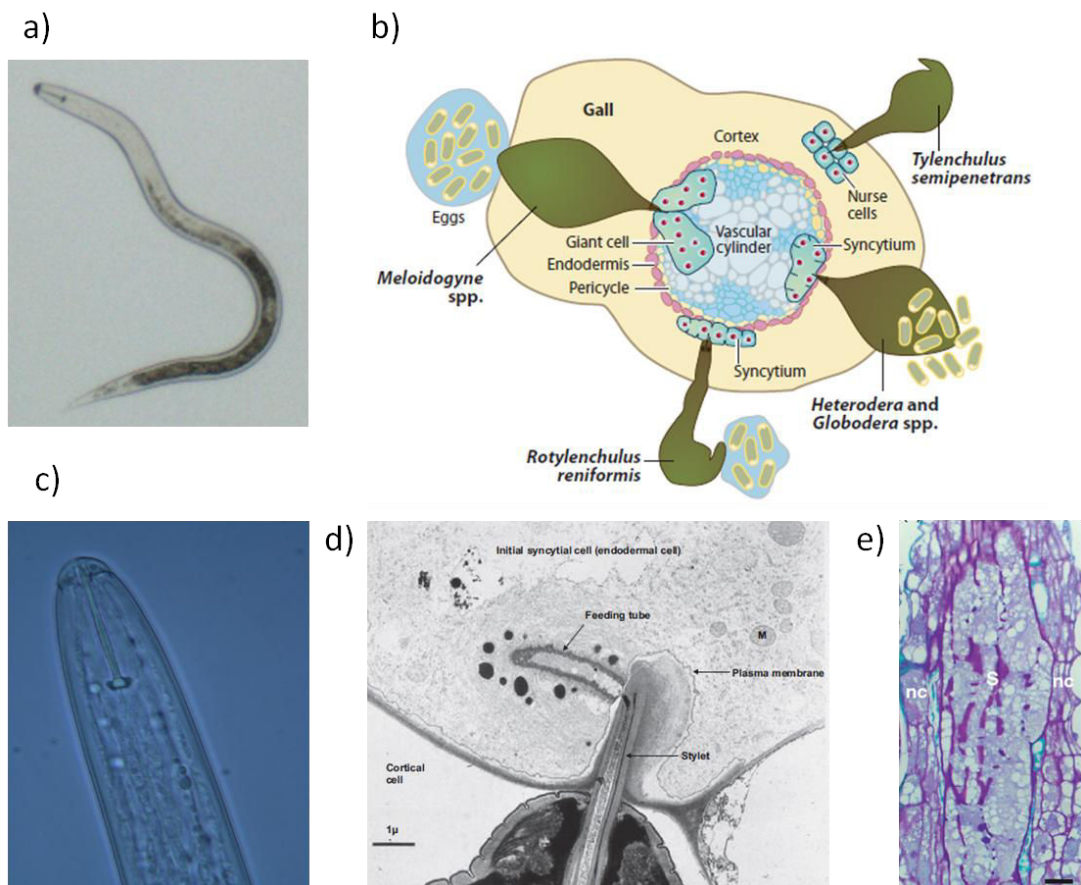 a)
b)
Gall
Eggs
Meloidogyne
spp.
Cortex
Giant cell
Endodermis
Pericycle
Vascular
cylinder
Nurse
cells
Tylenchulus
semipenetrans
Syncytium
Syncytium
Heterodera and
Globodera spp.
Rotylenchulus
reniformis
c)
d)
Initial syncytial cell (endodermal cell)
Feeding tube
M
Plasma membrane
Stylet
Cortical
cell
1µ
e)
nc
S
nc